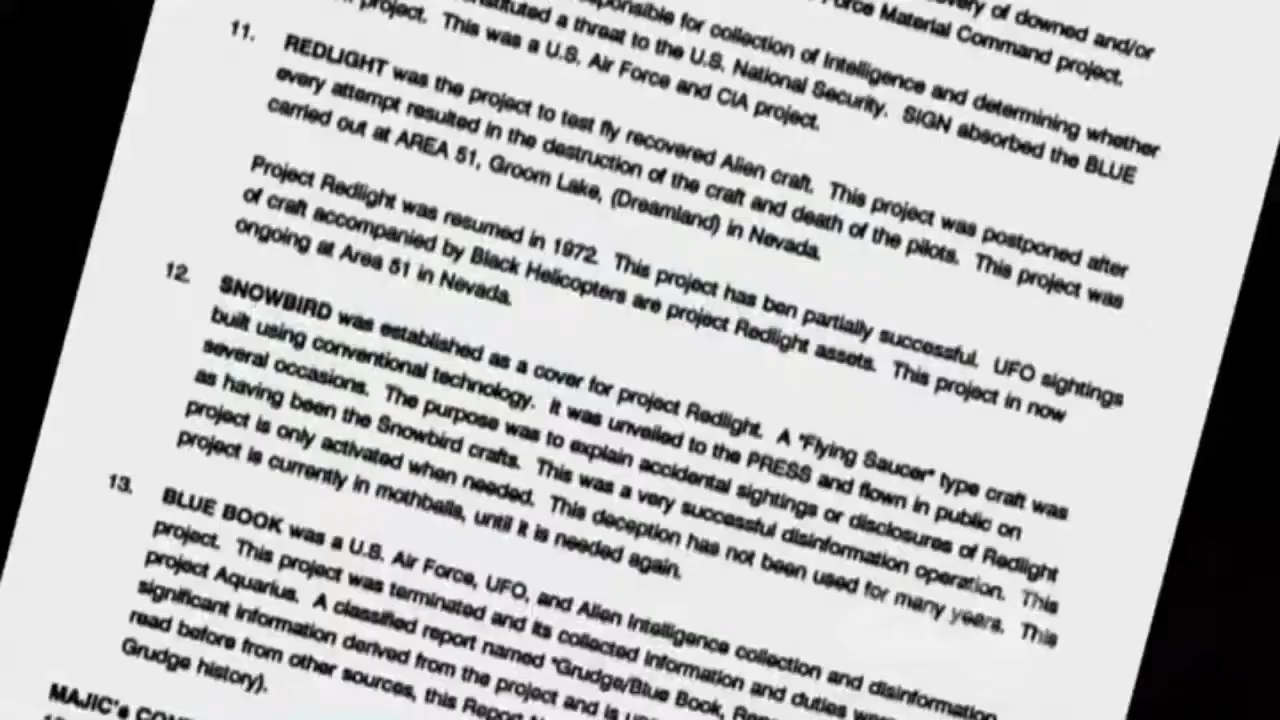 very of downed and/or
Force Material Command project.
sponsible for collection of Intelligence and determining whether
nstituted a threat to the U.S. National Security. SIGN absorbed the BLUE
project. This was a U.S. Air Force and CIA project.
11. REDLIGHT was the project to test fly recovered Alien craft. This project was postponed after
every attempt resulted in the destruction of the craft and death of the pilots. This project was
carried out at AREA 51, Groom Lake, (Dreamland) in Nevada.
Project Redlight was resumed in 1972. This project has ben partially successful. UFO sightings
of craft accompanied by Black Helicopters are project Redlight assets. This project in now
ongoing at Area 51 in Nevada.
12. SNOWBIRD was established as a cover for project Redlight. A "Flying Saucer" type craft was
built using conventional technology. It was unveiled to the PRESS and flown in public on
several occasions. The purpose was to explain accidental sightings or disclosures of Redlight
as having been the Snowbird crafts. This was a very successful disinformation operation. This
project is only activated when needed. This deception has not been used for many years. This
project is currently in mothballs, until it is needed again.
13. BLUE BOOK was a U.S. Air Force, UFO, and Alien Intelligence collection and disinformation
project. This project was terminated and its collected information and duties were
project Aquarius. A classified report named "Grudge/Blue Book, Rep
significant information derived from the project and is
read before from other sources, this Report
Grudge history).
MAJIC's